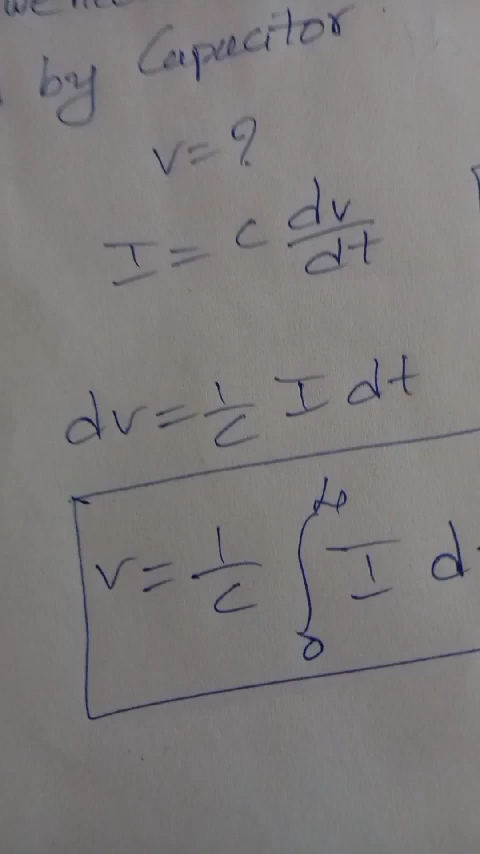 by Capacitor
v = ?
I = c dv/dt
dv = 1/c I dt
v = 1/c ∫ I d